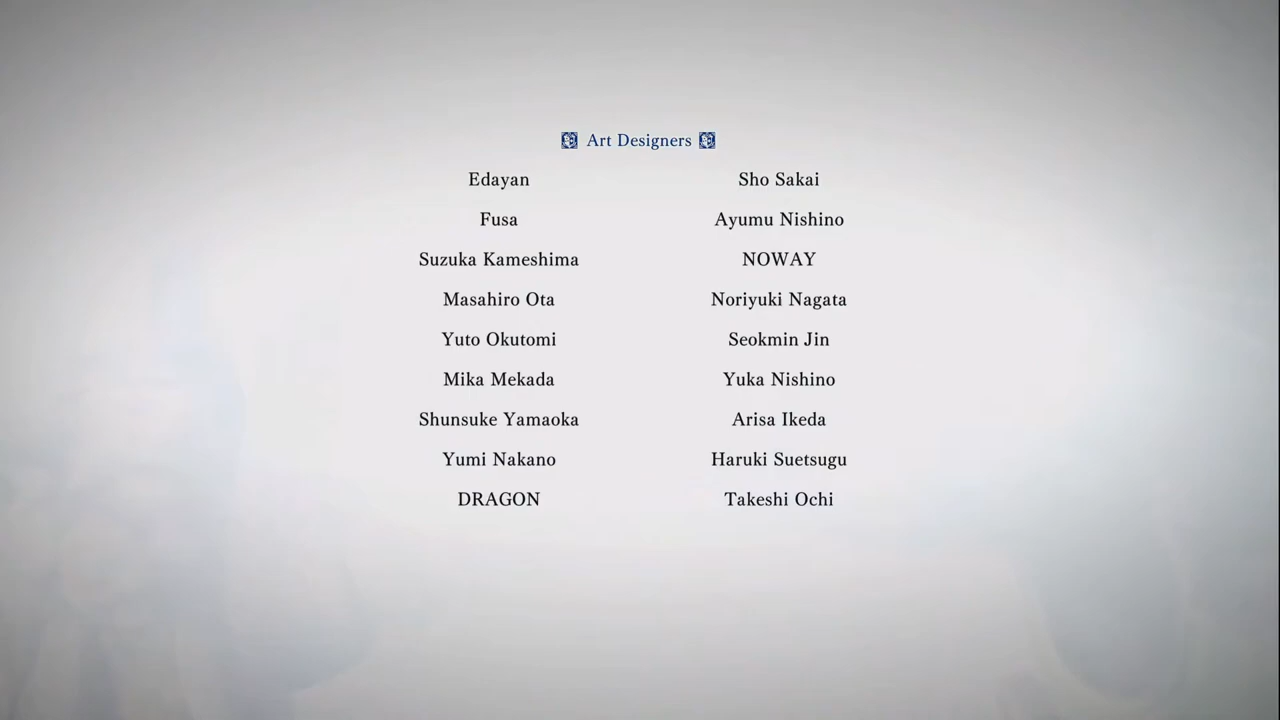 Art Designers
Edayan Sho Sakai
Fusa Ayumu Nishino
Suzuka Kameshima NOWAY
Masahiro Ota Noriyuki Nagata
Yuto Okutomi Seokmin Jin
Mika Mekada Yuka Nishino
Shunsuke Yamaoka Arisa Ikeda
Yumi Nakano Haruki Suetsugu
DRAGON Takeshi Ochi